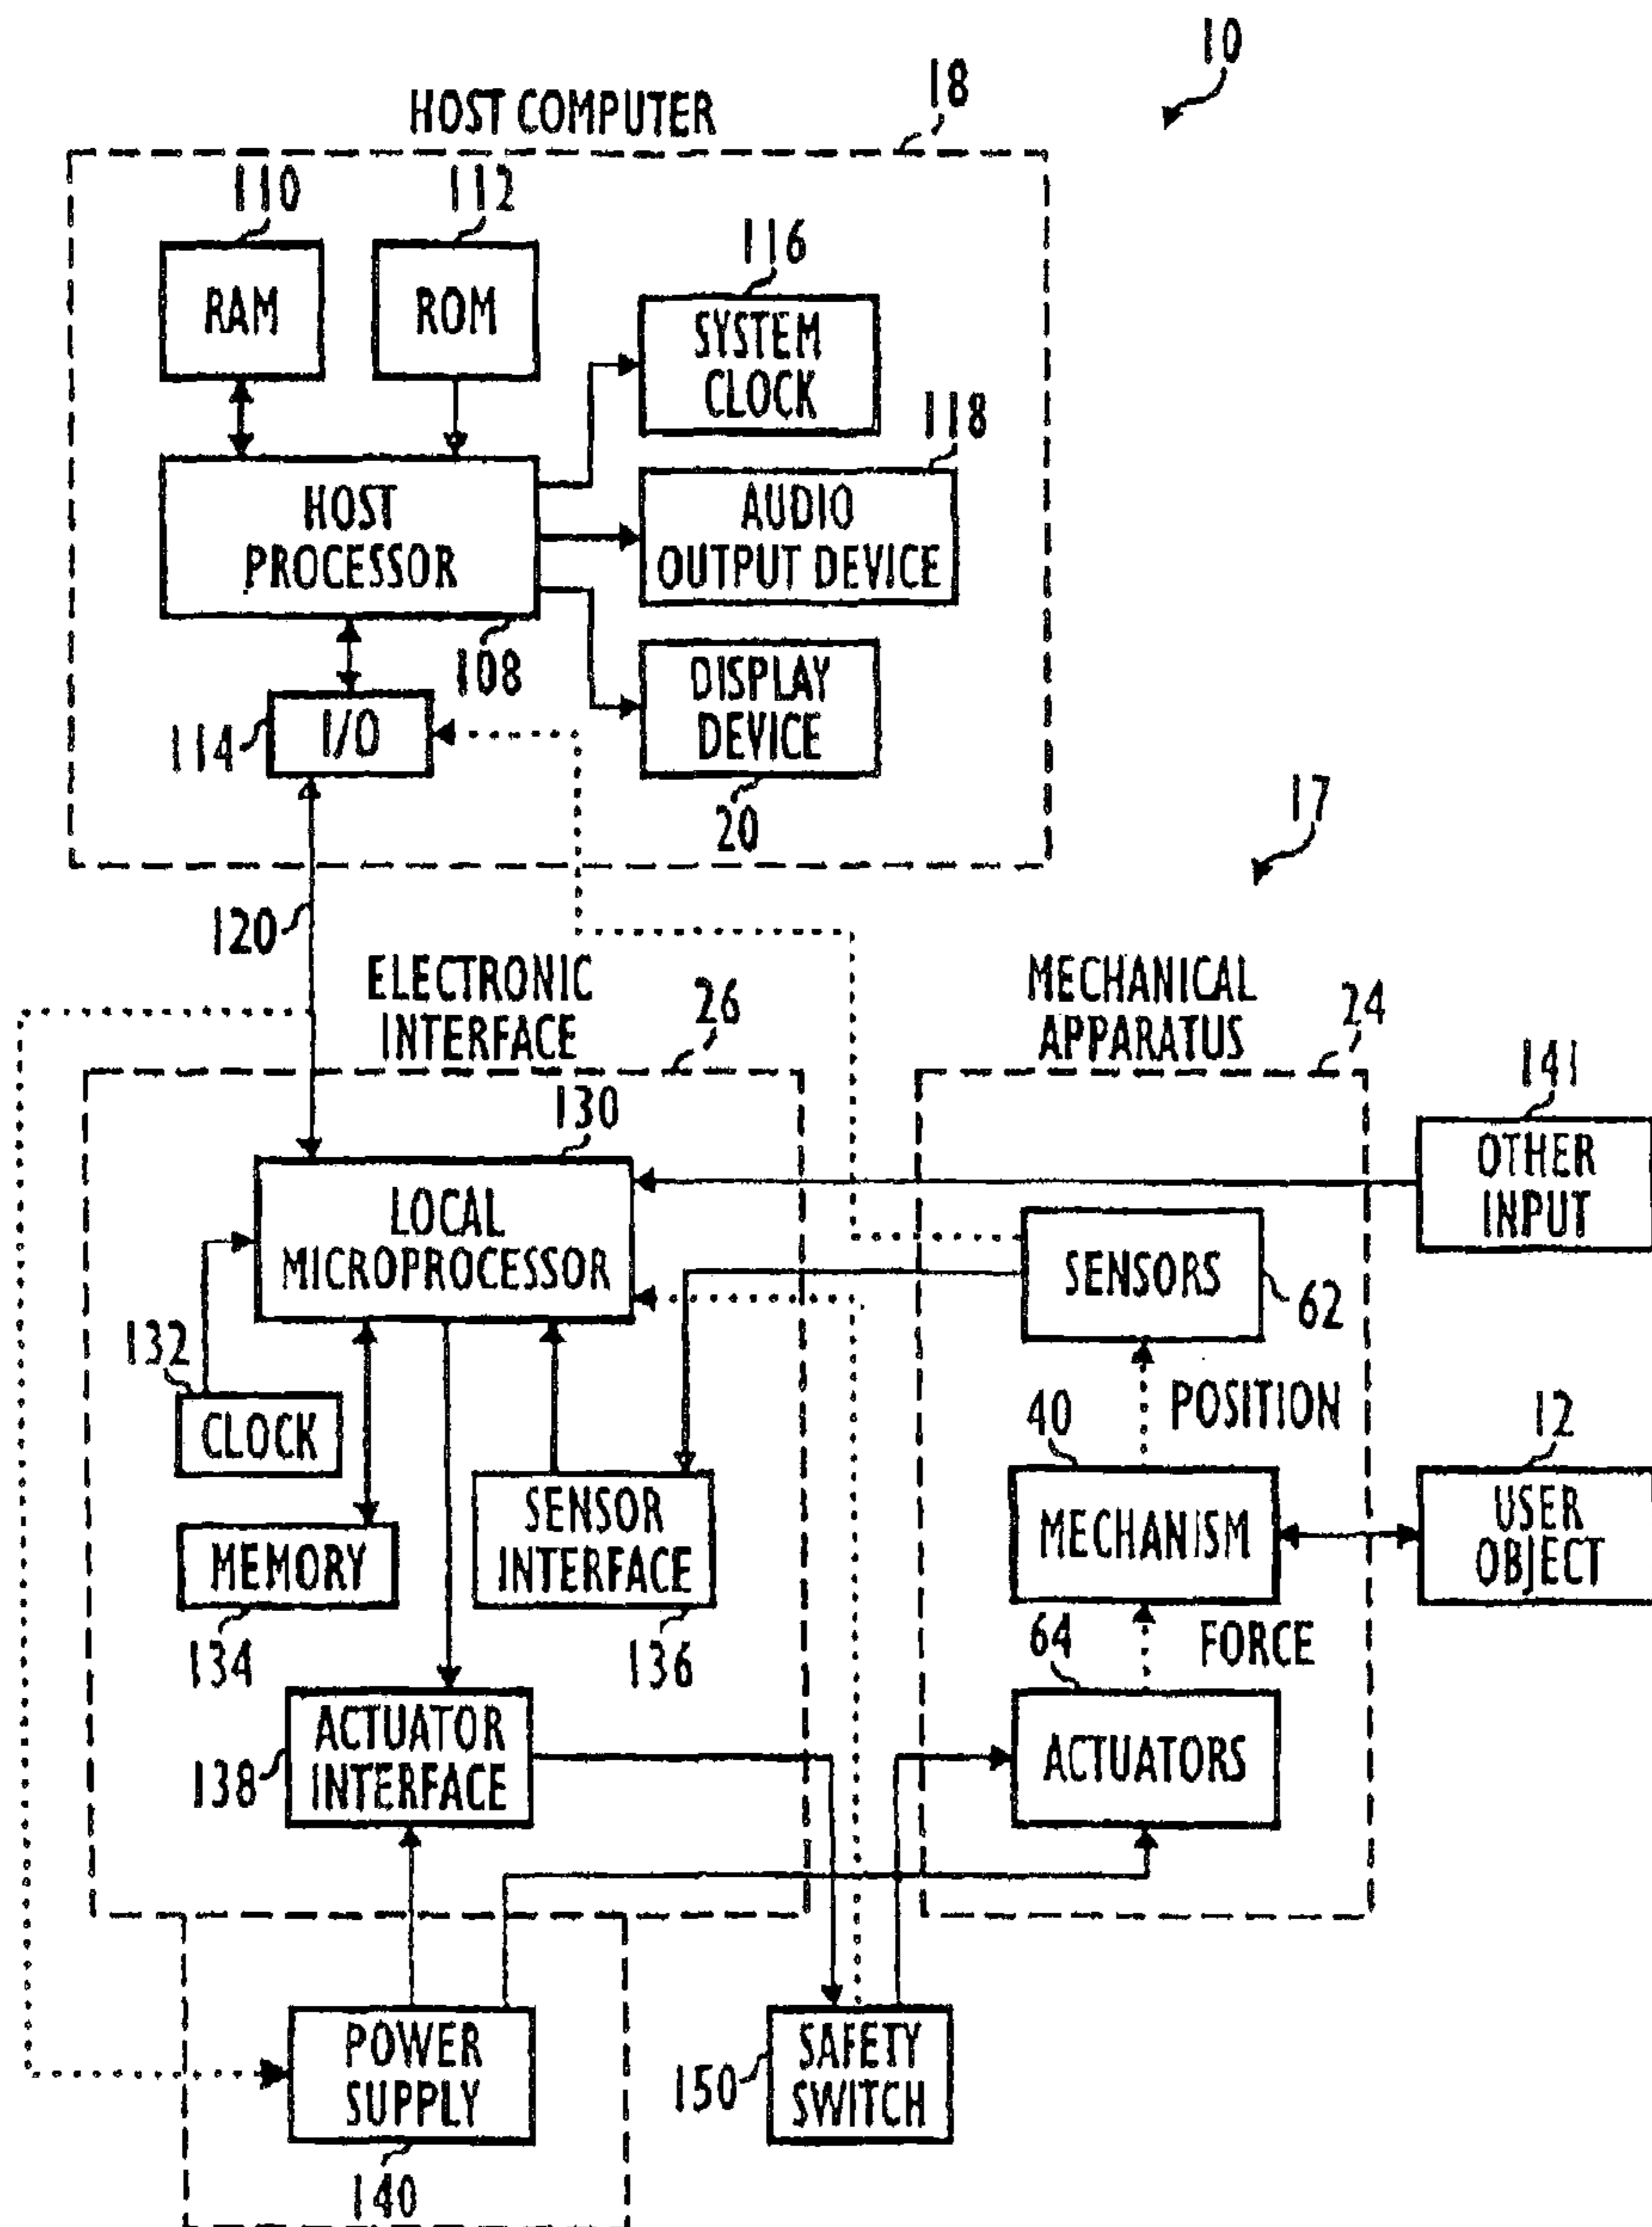 10
HOST COMPUTER
18
110
112
RAM
ROM
116
SYSTEM
CLOCK
118
HOST
PROCESSOR
AUDIO
OUTPUT DEVICE
108
DISPLAY
DEVICE
20
114
I/O
17
120
ELECTRONIC
INTERFACE
26
MECHANICAL
APPARATUS
24
141
OTHER
INPUT
130
LOCAL
MICROPROCESSOR
SENSORS
62
132
CLOCK
POSITION
40
12
MECHANISM
USER
OBJECT
SENSOR
INTERFACE
136
MEMORY
134
64
FORCE
ACTUATOR
INTERFACE
138
ACTUATORS
POWER
SUPPLY
140
SAFETY
SWITCH
150